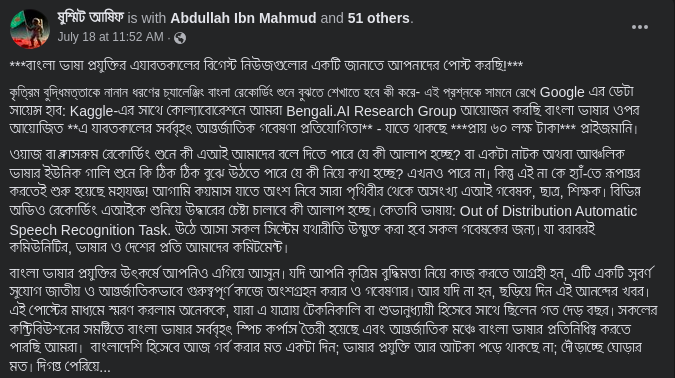 মুস্মিট আষিফ is with Abdullah Ibn Mahmud and 51 others.
July 18 at 11:52 AM ·
***বাংলা ভাষা প্রযুক্তির এযাবতকালের বিগেস্ট নিউজগুলোর একটি জানাতে আপনাদের পোস্ট করছি!***
কৃত্রিম বুদ্ধিমত্তাকে নানান ধরণের চ্যালেঞ্জিং বাংলা রেকোর্ডিং শুনে বুঝতে শেখাতে হবে কী করে- এই প্রশ্নকে সামনে রেখে Google এর ডেটা
সায়েন্স হাব: Kaggle-এর সাথে কোল্যাবোরেশনে আমরা Bengali.AI Research Group আয়োজন করছি বাংলা ভাষার ওপর
আয়োজিত **এ যাবতকালের সর্ববৃহৎ আন্তর্জাতিক গবেষণা প্রতিযোগিতা** - যাতে থাকছে ***প্রায় ৬০ লক্ষ টাকা*** প্রাইজমানি।
ওয়াজ বা ক্লাসরুম রেকোর্ডিং শুনে কী এআই আমাদের বলে দিতে পারে যে কী আলাপ হচ্ছে? বা একটা নাটক অথবা আঞ্চলিক
ভাষার ইউনিক গালি শুনে কি ঠিক ঠিক বুঝে উঠতে পারে যে কী নিয়ে কথা হচ্ছে? এখনও পারে না। কিন্তু এই না কে হ্যাঁ-তে রূপান্তর
করতেই শুরু হয়েছে মহাযজ্ঞ! আগামি কয়মাস যাতে অংশ নিবে সারা পৃথিবীর থেকে অসংখ্য এআই গবেষক, ছাত্র, শিক্ষক। বিভিন্ন
অডিও রেকোর্ডিং এআইকে শুনিয়ে উদ্ধারের চেষ্টা চালাবে কী আলাপ হচ্ছে। কেতাবি ভাষায়: Out of Distribution Automatic
Speech Recognition Task. উঠে আসা সকল সিস্টেম যথারীতি উন্মুক্ত করা হবে সকল গবেষকের জন্য। যা বরাবরই
কমিউনিটির, ভাষার ও দেশের প্রতি আমাদের কমিটমেন্ট।
বাংলা ভাষার প্রযুক্তির উৎকর্ষে আপনিও এগিয়ে আসুন। যদি আপনি কৃত্রিম বুদ্ধিমত্তা নিয়ে কাজ করতে আগ্রহী হন, এটি একটি সুবর্ণ
সুযোগ জাতীয় ও আন্তর্জাতিকভাবে গুরুত্বপূর্ণ কাজে অংশগ্রহন করার ও গবেষণার। আর যদি না হন, ছড়িয়ে দিন এই আনন্দের খবর।
এই পোস্টের মাধ্যমে স্মরণ করলাম অনেককে, যারা এ যাত্রায় টেকনিকালি বা শুভানুধ্যায়ী হিসেবে সাথে ছিলেন গত দেড় বছর। সকলের
কন্ট্রিবিউশনের সমষ্টিতে বাংলা ভাষার সর্ববৃহৎ স্পিচ কর্পাস তৈরী হয়েছে এবং আন্তর্জাতিক মঞ্চে বাংলা ভাষার প্রতিনিধিত্ব করতে
পারছি আমরা। বাংলাদেশি হিসেবে আজ গর্ব করার মত একটা দিন; ভাষার প্রযুক্তি আর আটকা পড়ে থাকছে না; দৌঁড়াচ্ছে ঘোড়ার
মত। দিগন্ত পেরিয়ে...